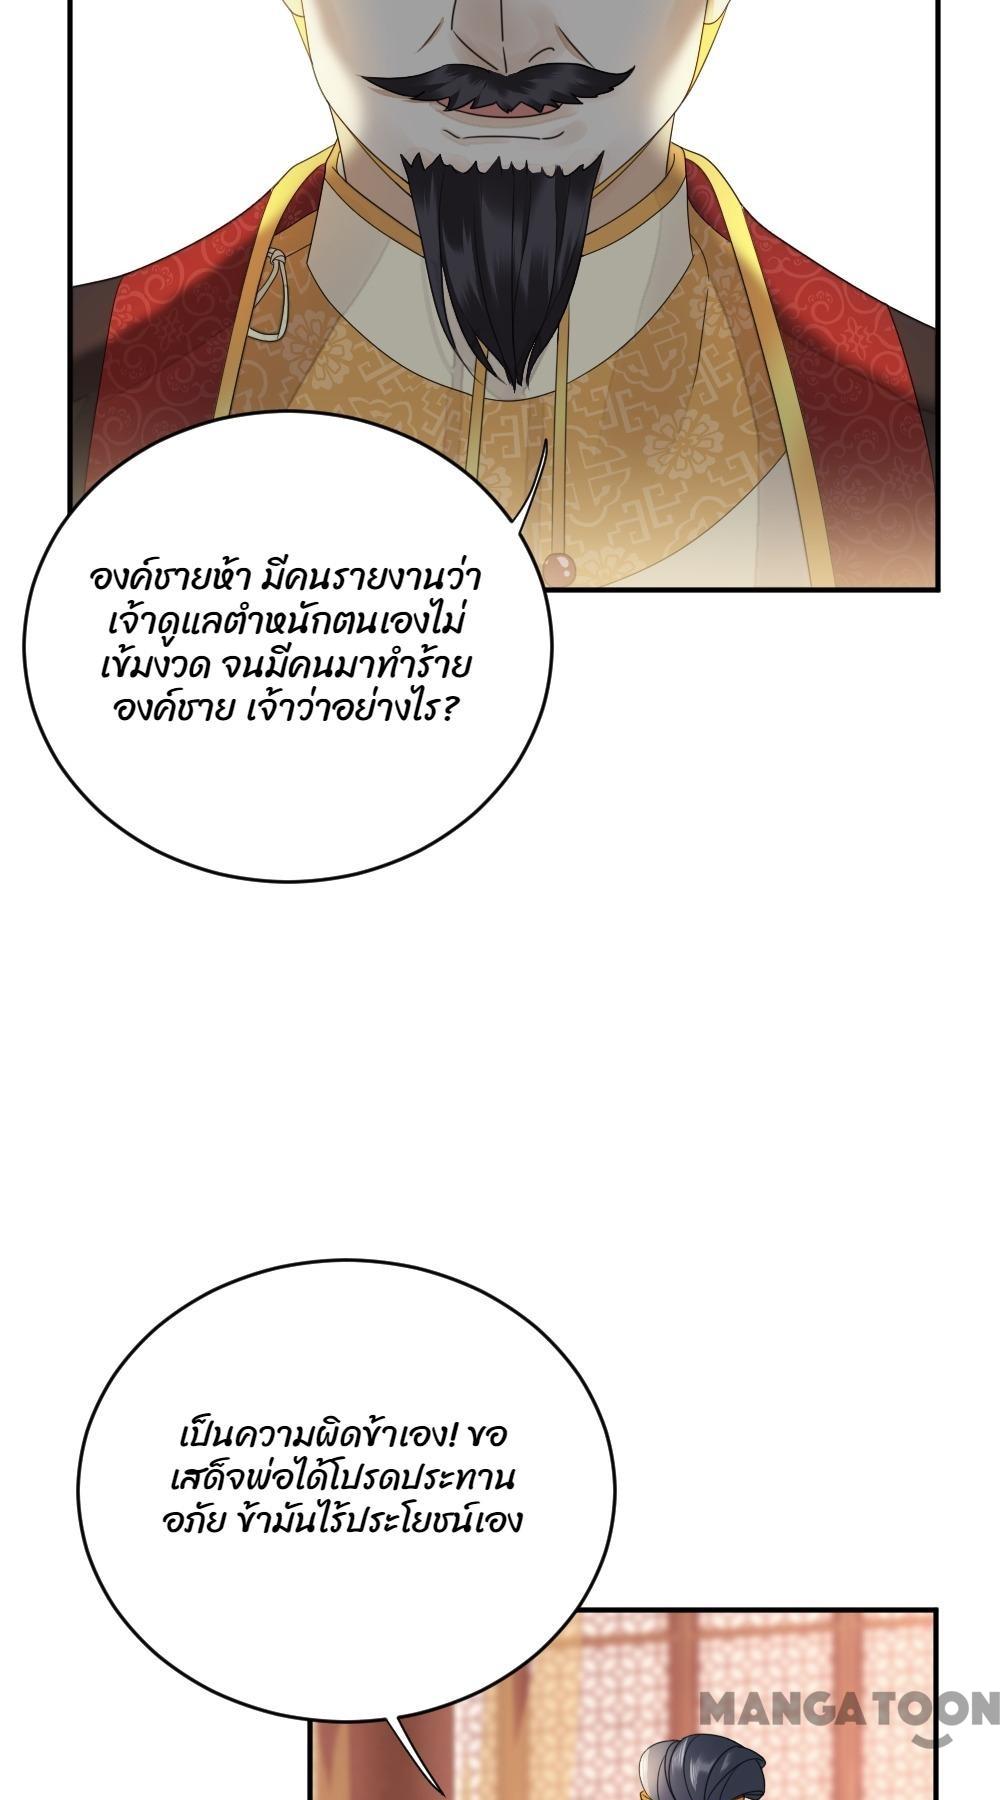 องค์ชายห้า มีคนรายงานว่า
เจ้าดูแลตำหนักตนเองไม่
เข้มงวด จนมีคนมาทำร้าย
องค์ชาย เจ้าว่าอย่างไร?
เป็นความผิดข้าเอง! ขอ
เสด็จพ่อได้โปรดประทาน
อภัย ข้ามันไร้ประโยชน์เอง
MANGATOON